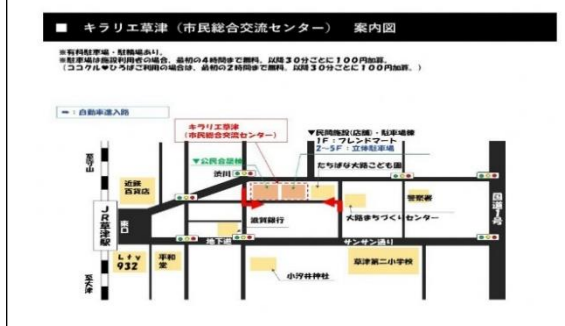 ■ キラリエ草津（市民総合交流センター） 案内図
※有料駐車場・駐輪場あり。
※駐車場は施設利用者の場合、最初の4時間まで無料。以降30分ごとに100円加算。
（ココクル♥ひろばご利用の場合は、最初の2時間まで無料。以降30分ごとに100円加算。）
➡：自動車進入路
キラリエ草津
（市民総合交流センター）
▼民間施設(店舗)・駐車場棟
1F：フレンドマート
2～5F：立体駐車場
▼公民合築棟
たちばな大路こども園
至守山
渋川
近鉄
百貨店
警察署
国道1号
JR草津駅
東口
滋賀銀行
大路まちづくりセンター
地下道
サンサン通り
Lty
932
平和
堂
草津第二小学校
小汐井神社
至大津